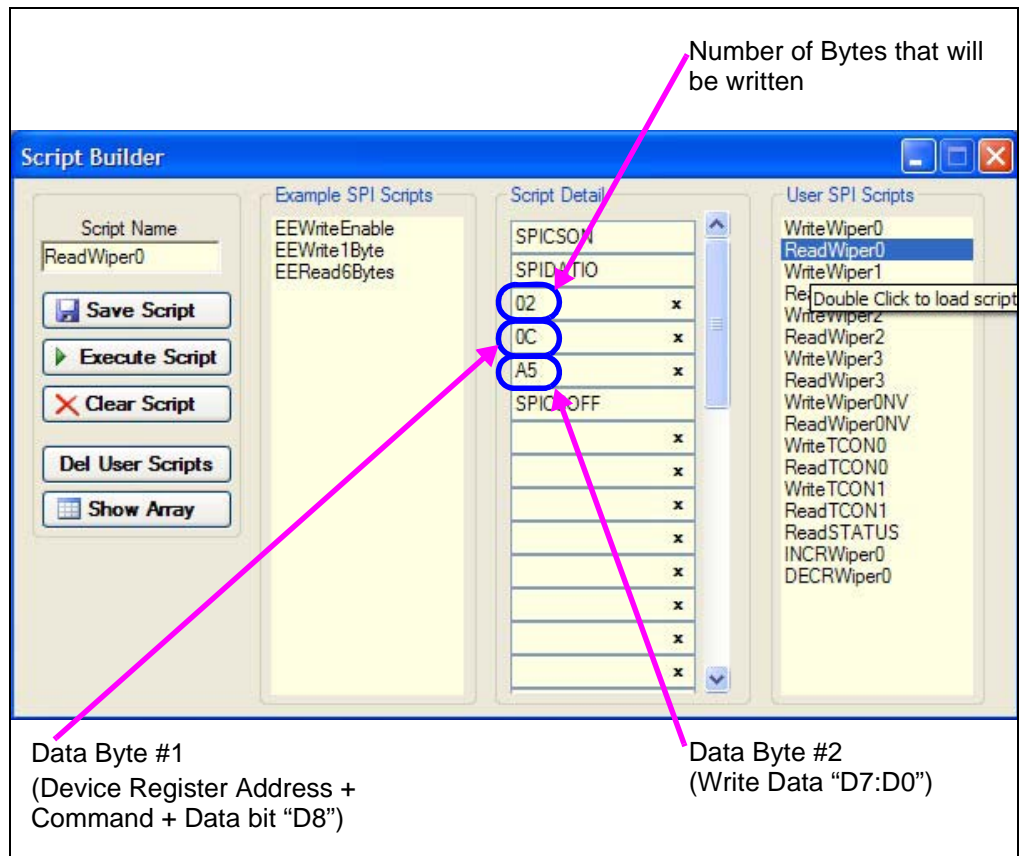 Number of Bytes that will
be written
Script Builder
Script Name
ReadWiper0
Save Script
Execute Script
Clear Script
Del User Scripts
Show Array
Example SPI Scripts
EEWriteEnable
EEWrite1Byte
EERead6Bytes
Script Detail
SPICSON
SPIDATIO
02 x
0C x
A5 x
SPICSOFF
x
x
x
x
x
x
x
x
User SPI Scripts
WriteWiper0
ReadWiper0
WriteWiper1
Double Click to load script
WriteWiper2
ReadWiper2
WriteWiper3
ReadWiper3
WriteWiper0NV
ReadWiper0NV
WriteTCON0
ReadTCON0
WriteTCON1
ReadTCON1
ReadSTATUS
INCRWiper0
DECRWiper0
Data Byte #1
(Device Register Address +
Command + Data bit “D8”)
Data Byte #2
(Write Data “D7:D0”)